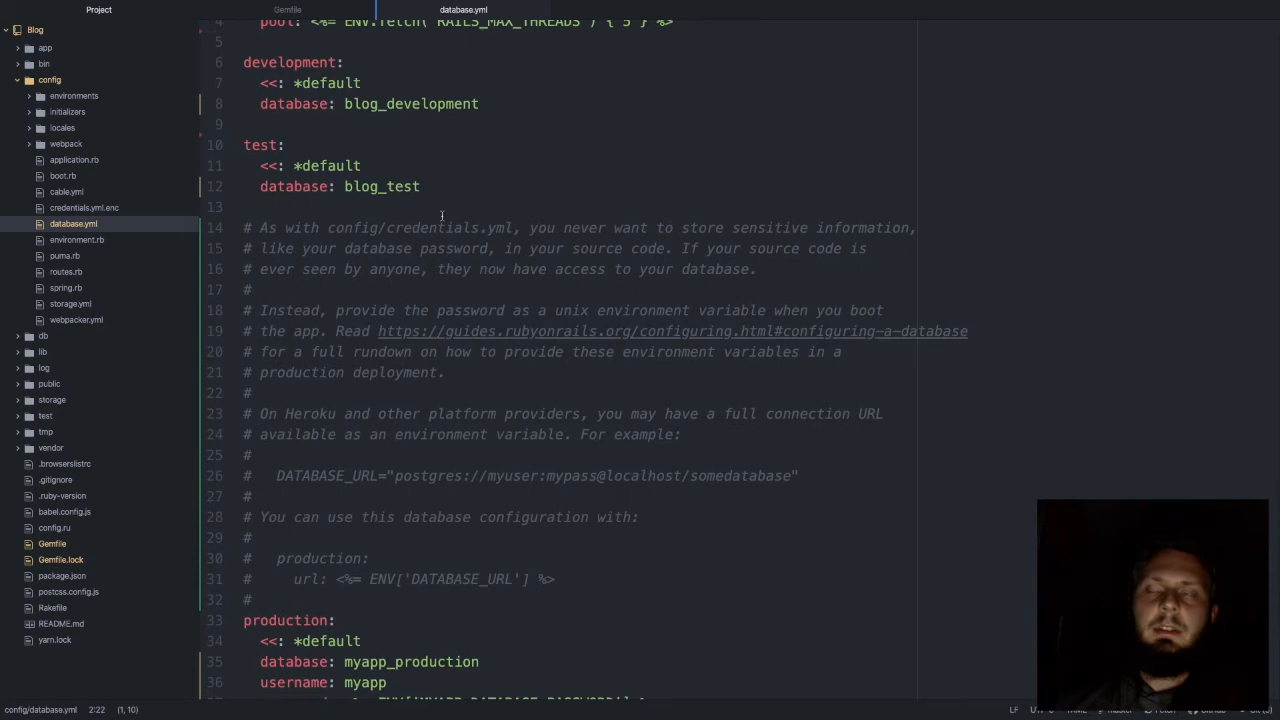 Project
Gemfile
database.yml
Blog
app
bin
config
environments
initializers
locales
webpack
application.rb
boot.rb
cable.yml
credentials.yml.enc
database.yml
environment.rb
puma.rb
routes.rb
spring.rb
storage.yml
webpacker.yml
db
lib
log
public
storage
test
tmp
vendor
.browserslistrc
.gitignore
.ruby-version
babel.config.js
config.ru
Gemfile
Gemfile.lock
package.json
postcss.config.js
Rakefile
README.md
yarn.lock
4 pool: <%= ENV.fetch("RAILS_MAX_THREADS") { 5 } %>
5
6 development:
7 <<: *default
8 database: blog_development
9
10 test:
11 <<: *default
12 database: blog_test
13
14 # As with config/credentials.yml, you never want to store sensitive information,
15 # like your database password, in your source code. If your source code is
16 # ever seen by anyone, they now have access to your database.
17 #
18 # Instead, provide the password as a unix environment variable when you boot
19 # the app. Read https://guides.rubyonrails.org/configuring.html#configuring-a-database
20 # for a full rundown on how to provide these environment variables in a
21 # production deployment.
22 #
23 # On Heroku and other platform providers, you may have a full connection URL
24 # available as an environment variable. For example:
25 #
26 # DATABASE_URL="postgres://myuser:mypass@localhost/somedatabase"
27 #
28 # You can use this database configuration with:
29 #
30 # production:
31 # url: <%= ENV['DATABASE_URL'] %>
32 #
33 production:
34 <<: *default
35 database: myapp_production
36 username: myapp
config/database.yml 2:22 (1, 10)
LF